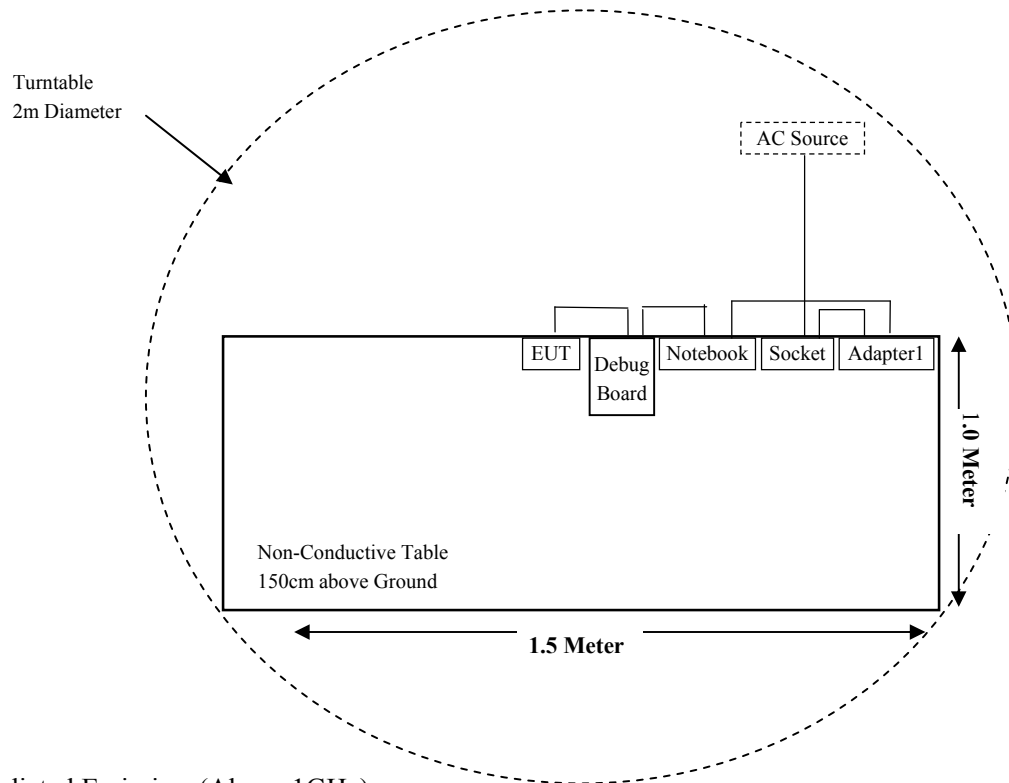 Turntable
2m Diameter
AC Source
EUT
Debug
Board
Notebook
Socket
Adapter1
1.0 Meter
Non-Conductive Table
150cm above Ground
1.5 Meter